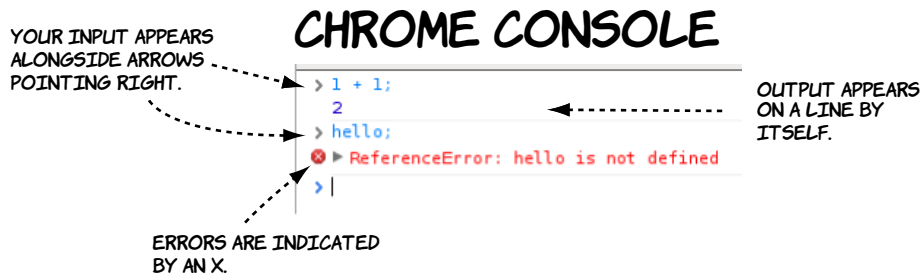 CHROME CONSOLE
YOUR INPUT APPEARS
ALONGSIDE ARROWS
POINTING RIGHT.
> 1 + 1;
2
> hello;
ReferenceError: hello is not defined
>
OUTPUT APPEARS
ON A LINE BY
ITSELF.
ERRORS ARE INDICATED
BY AN X.